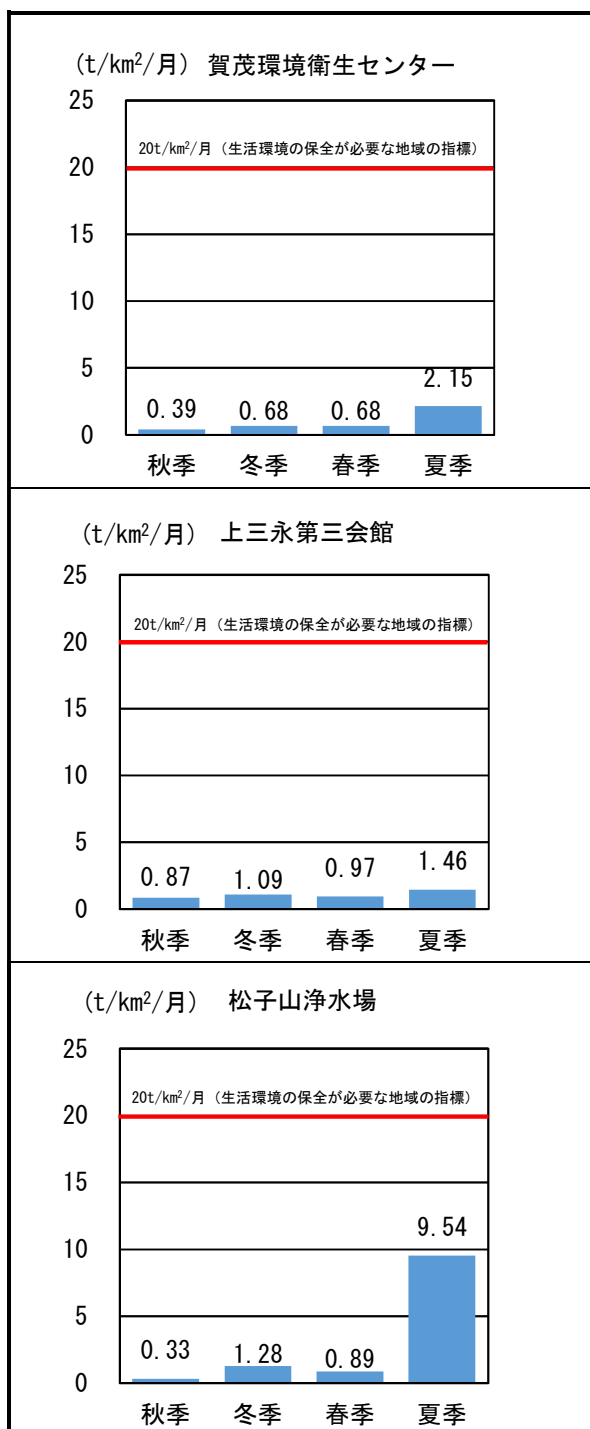 (t/km²/月) 賀茂環境衛生センター
25
20t/km²/月(生活環境の保全が必要な地域の指標)
20
15
10
5
2.15
0.39 0.68 0.68
0
秋季 冬季 春季 夏季
(t/km²/月) 上三永第三会館
25
20t/km²/月(生活環境の保全が必要な地域の指標)
20
15
10
5
0.87 1.09 0.97 1.46
0
秋季 冬季 春季 夏季
(t/km²/月) 松子山浄水場
25
20t/km²/月(生活環境の保全が必要な地域の指標)
20
15
9.54
10
5
0.33 1.28 0.89
0
秋季 冬季 春季 夏季